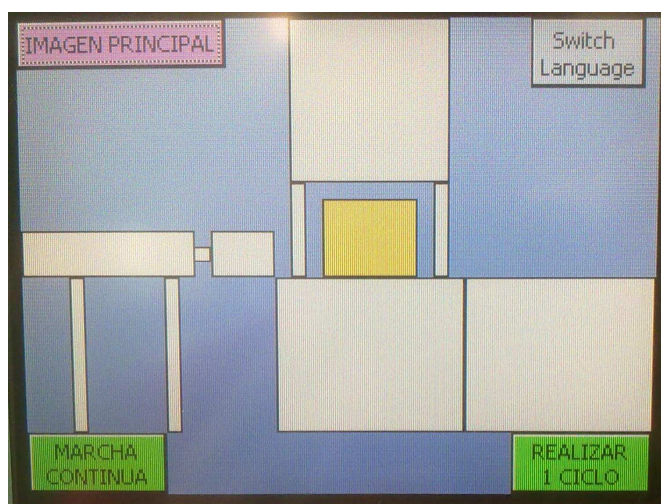 IMAGEN PRINCIPAL
Switch
Language
MARCHA
CONTINUA
REALIZAR
1 CICLO